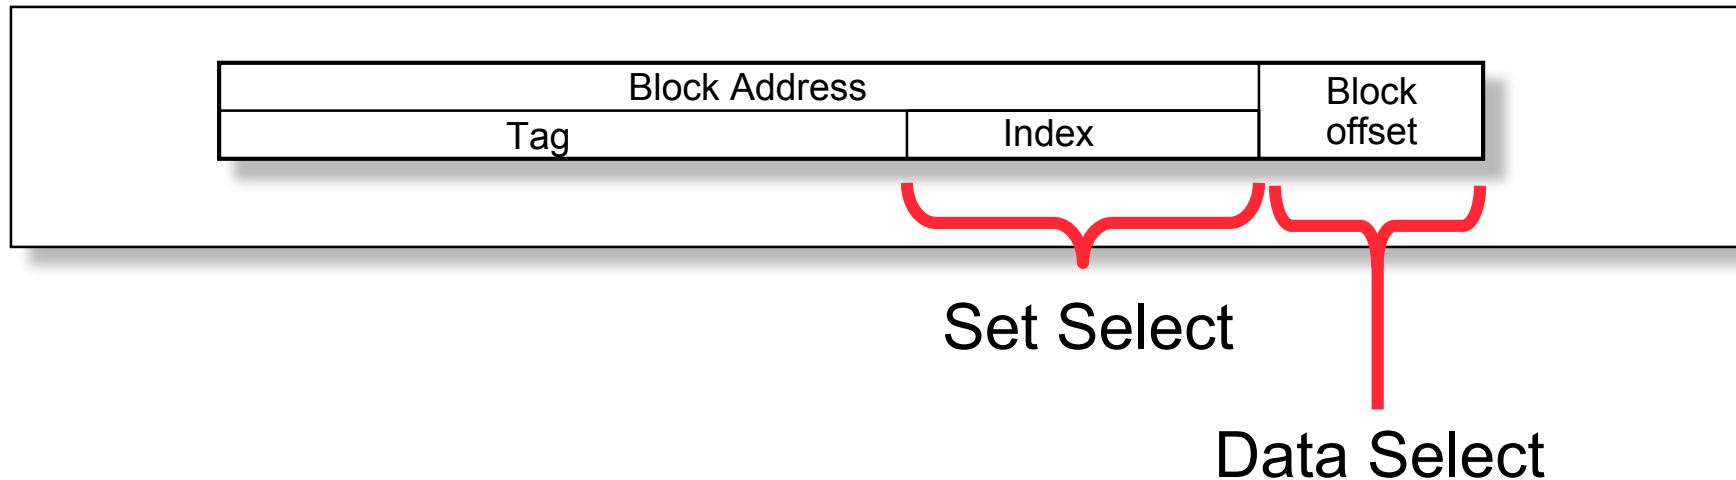 Block Address
Block
offset
Tag
Index
Set Select
Data Select